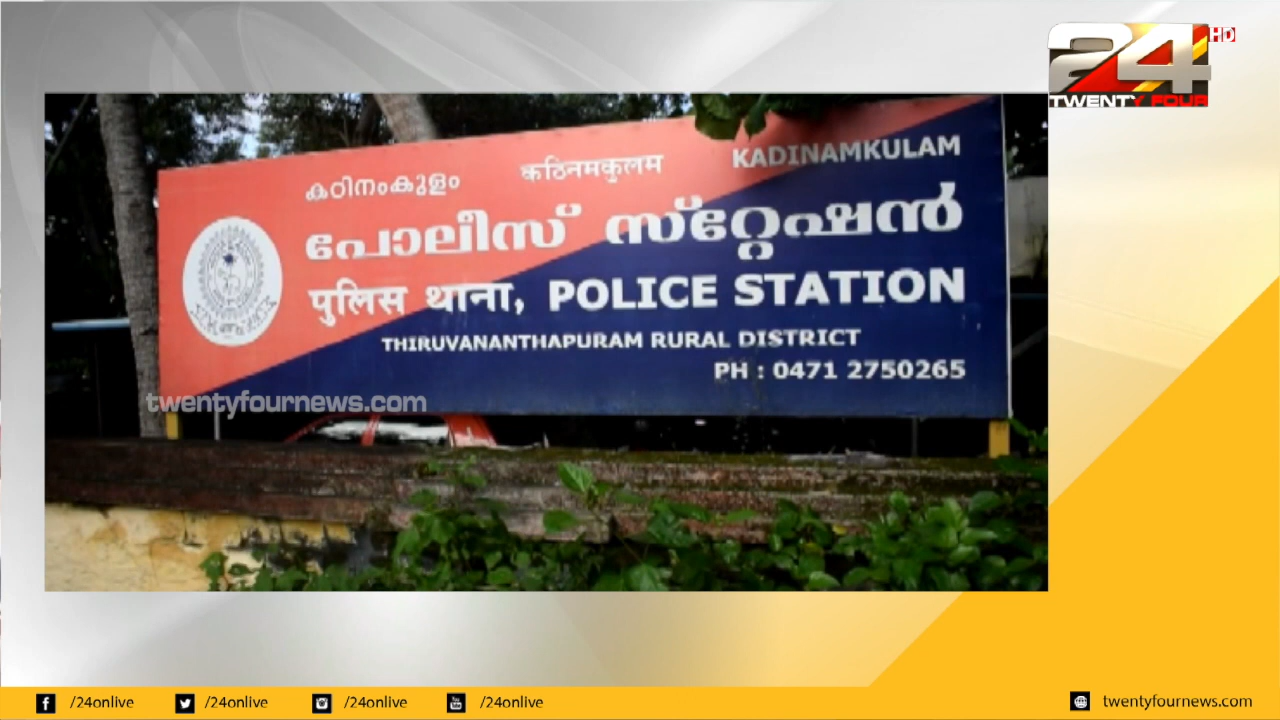 24 HD
TWENTY FOUR
കഠിനംകുളം कठिनमकुलम KADINAMKULAM
പോലീസ് സ്റ്റേഷൻ
पुलिस थाना, POLICE STATION
THIRUVANANTHAPURAM RURAL DISTRICT
PH : 0471 2750265
twentyfournews.com
/24onlive /24onlive /24onlive /24onlive twentyfournews.com